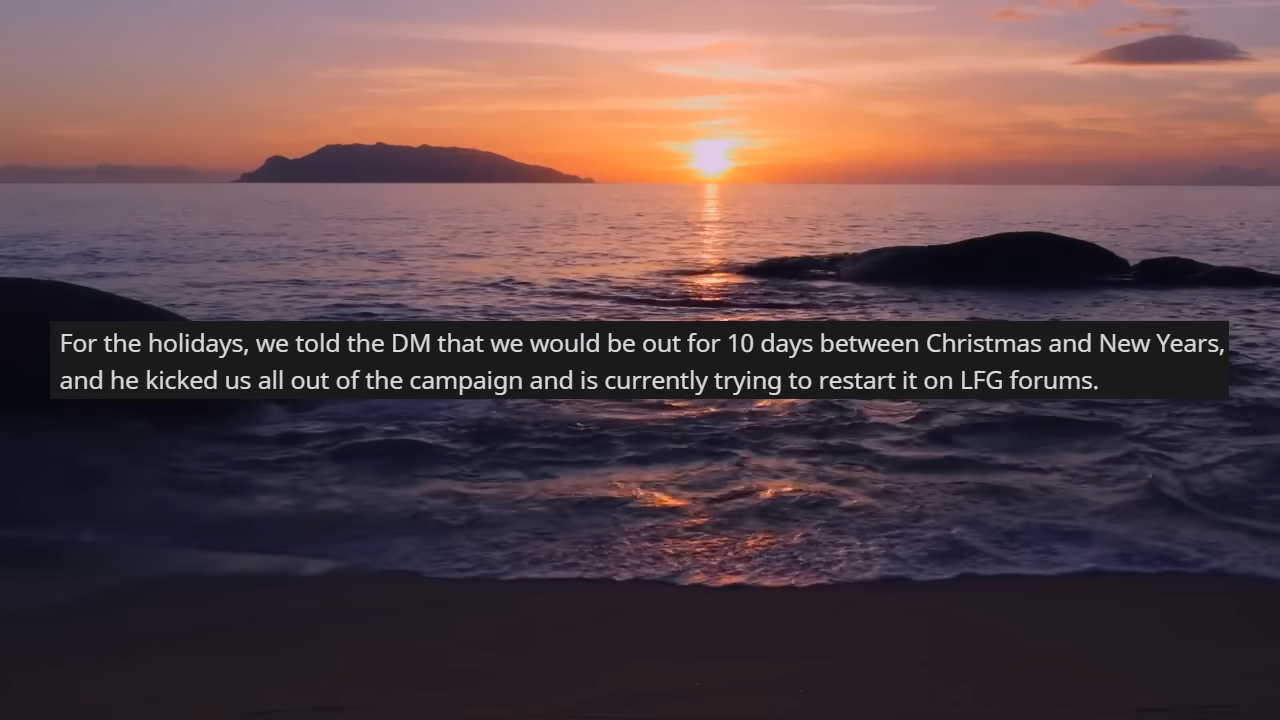 For the holidays, we told the DM that we would be out for 10 days between Christmas and New Years,
and he kicked us all out of the campaign and is currently trying to restart it on LFG forums.